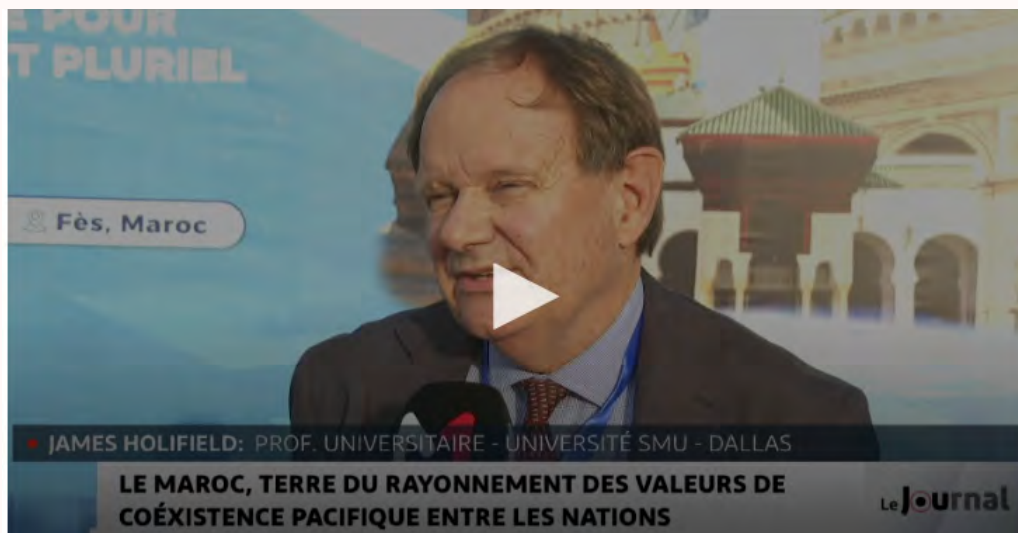 E POUR
T PLURIEL
Fès, Maroc
JAMES HOLIFIELD: PROF. UNIVERSITAIRE - UNIVERSITÉ SMU - DALLAS
LE MAROC, TERRE DU RAYONNEMENT DES VALEURS DE
COÉXISTENCE PACIFIQUE ENTRE LES NATIONS
Le Journal